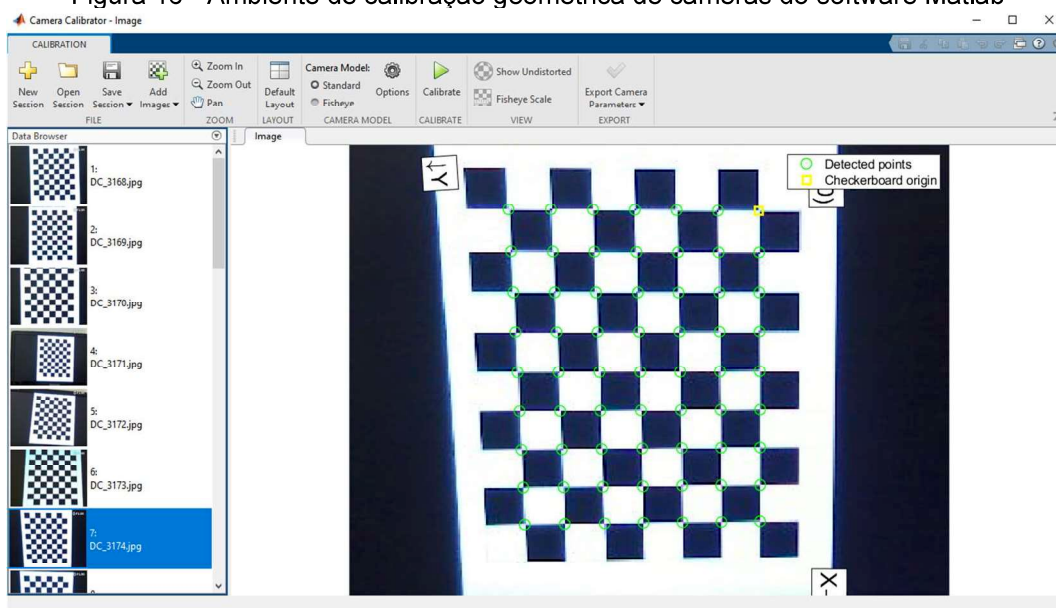 Figura 16 - Ambiente de calibração geométrica de câmeras do software Matlab
Camera Calibrator - Image
CALIBRATION
New Session
Open Session
Save Session
Add Images
FILE
Zoom In
Zoom Out
Pan
ZOOM
Default Layout
LAYOUT
Camera Model:
Standard
Fisheye
Options
CAMERA MODEL
Calibrate
CALIBRATE
Show Undistorted
Fisheye Scale
VIEW
Export Camera Parameters
EXPORT
Data Browser
Image
1:
DC_3168.jpg
2:
DC_3169.jpg
3:
DC_3170.jpg
4:
DC_3171.jpg
5:
DC_3172.jpg
6:
DC_3173.jpg
7:
DC_3174.jpg
Y→
Detected points
Checkerboard origin
X